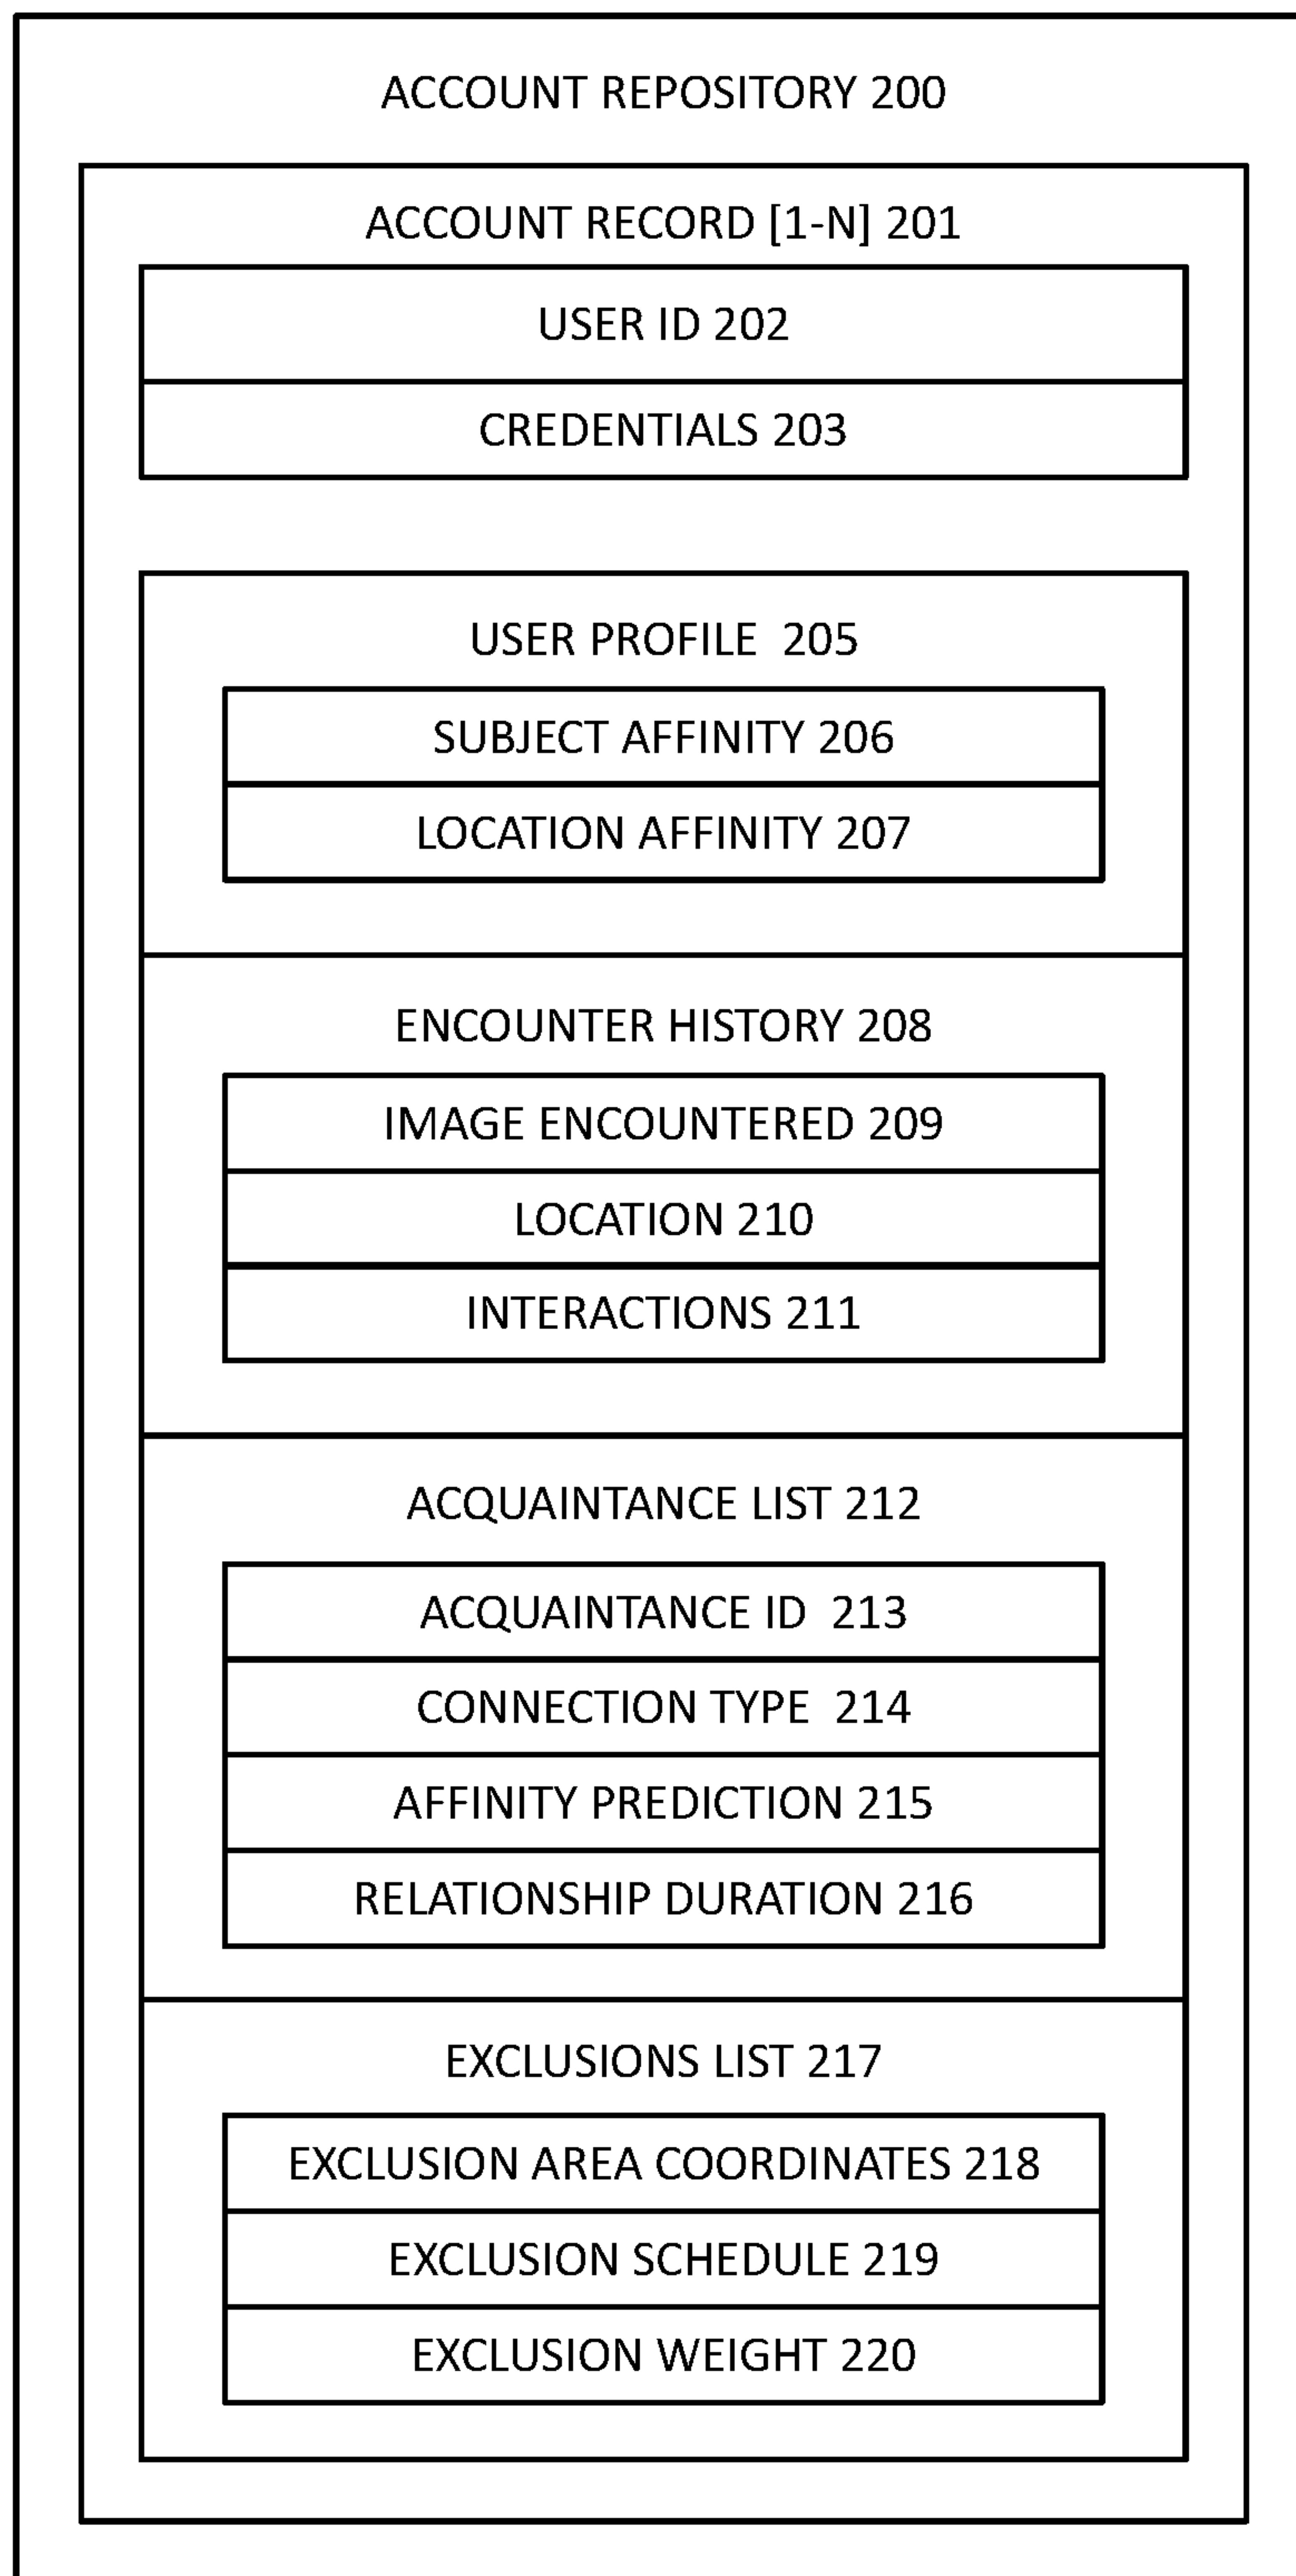 ACCOUNT REPOSITORY 200
ACCOUNT RECORD [1-N] 201
USER ID 202
CREDENTIALS 203
USER PROFILE 205
SUBJECT AFFINITY 206
LOCATION AFFINITY 207
ENCOUNTER HISTORY 208
IMAGE ENCOUNTERED 209
LOCATION 210
INTERACTIONS 211
ACQUAINTANCE LIST 212
ACQUAINTANCE ID 213
CONNECTION TYPE 214
AFFINITY PREDICTION 215
RELATIONSHIP DURATION 216
EXCLUSIONS LIST 217
EXCLUSION AREA COORDINATES 218
EXCLUSION SCHEDULE 219
EXCLUSION WEIGHT 220